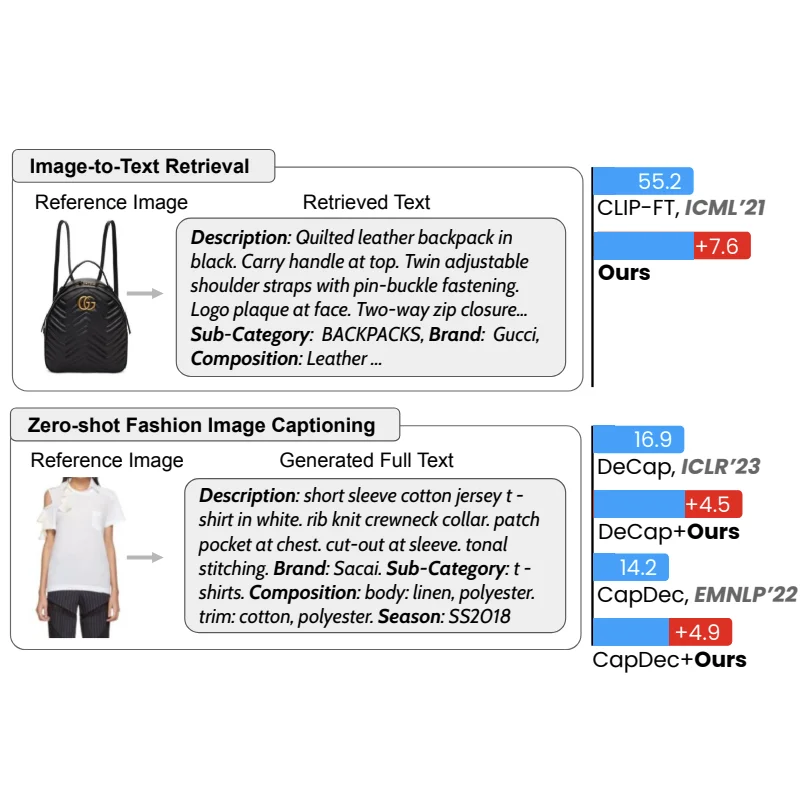 Image-to-Text Retrieval
Reference Image
Retrieved Text
Description: Quilted leather backpack in
black. Carry handle at top. Twin adjustable
shoulder straps with pin-buckle fastening.
Logo plaque at face. Two-way zip closure...
Sub-Category: BACKPACKS, Brand: Gucci,
Composition: Leather ...
55.2
CLIP-FT, ICML'21
+7.6
Ours
Zero-shot Fashion Image Captioning
Reference Image
Generated Full Text
Description: short sleeve cotton jersey t -
shirt in white. rib knit crewneck collar. patch
pocket at chest. cut-out at sleeve. tonal
stitching. Brand: Sacai. Sub-Category: t -
shirts. Composition: body: linen, polyester.
trim: cotton, polyester. Season: SS2018
16.9
DeCap, ICLR'23
+4.5
DeCap+Ours
14.2
CapDec, EMNLP'22
+4.9
CapDec+Ours